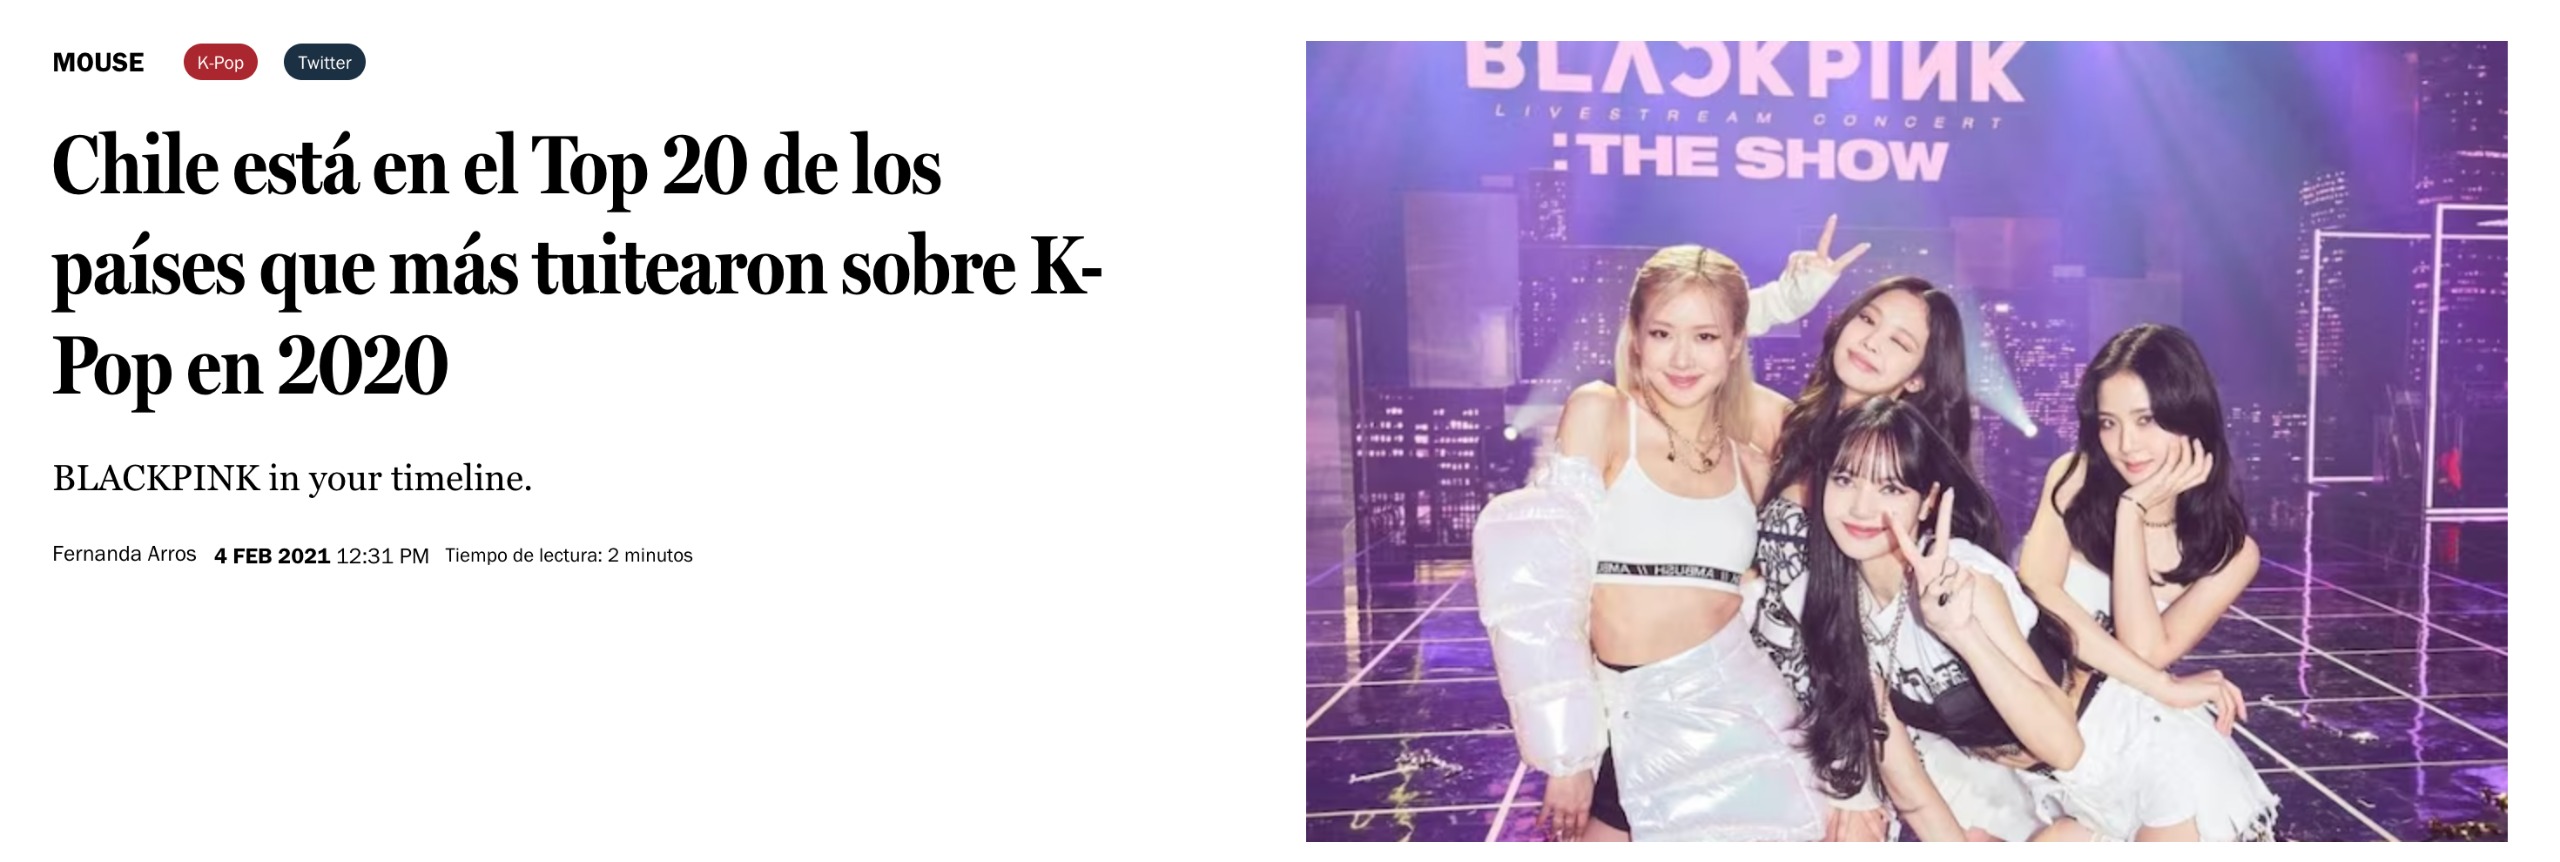 MOUSE
K-Pop
Twitter
Chile está en el Top 20 de los
países que más tuitearon sobre K-
Pop en 2020
BLACKPINK in your timeline.
Fernanda Arros 4 FEB 2021 12:31 PM Tiempo de lectura: 2 minutos
BLACKPINK
LIVESTREAM CONCERT
:THE SHOW